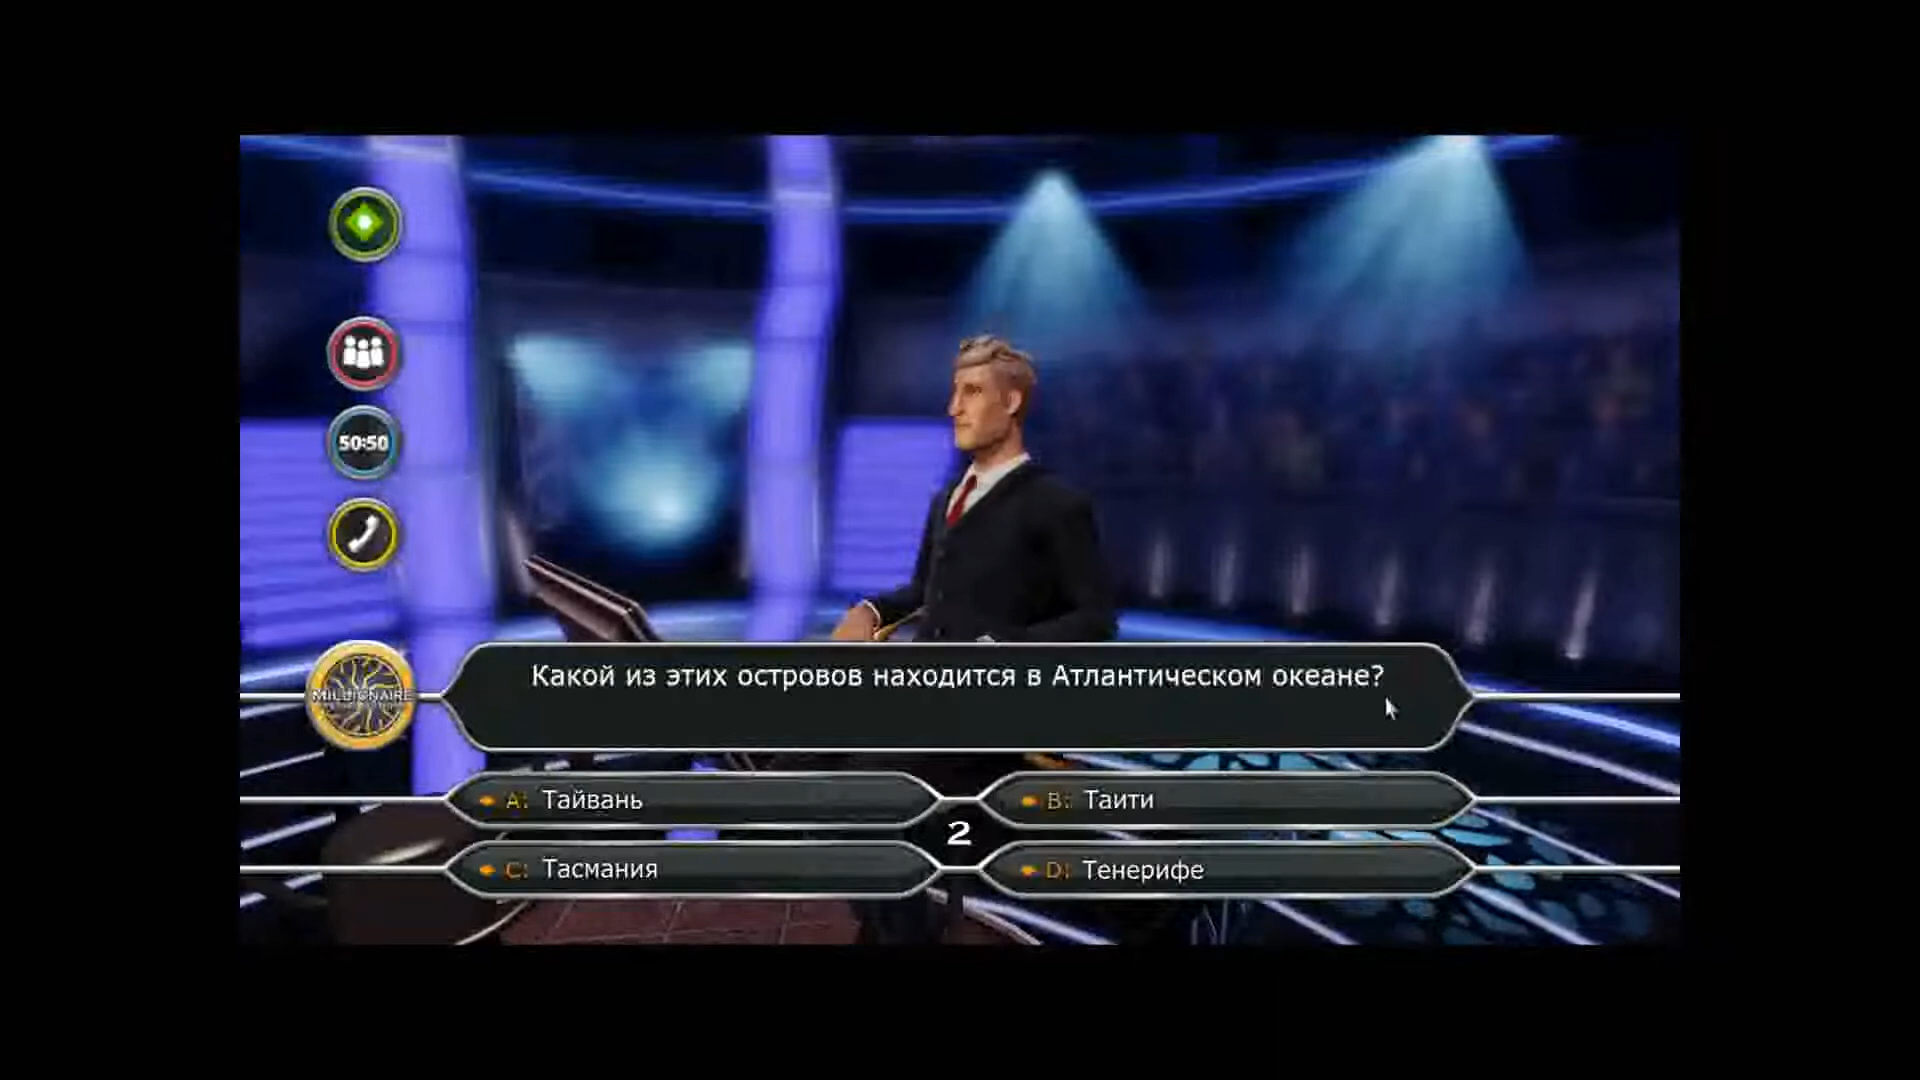 50:50
MILLIONAIRE
Какой из этих островов находится в Атлантическом океане?
A: Тайвань
B: Таити
2
C: Тасмания
D: Тенерифе